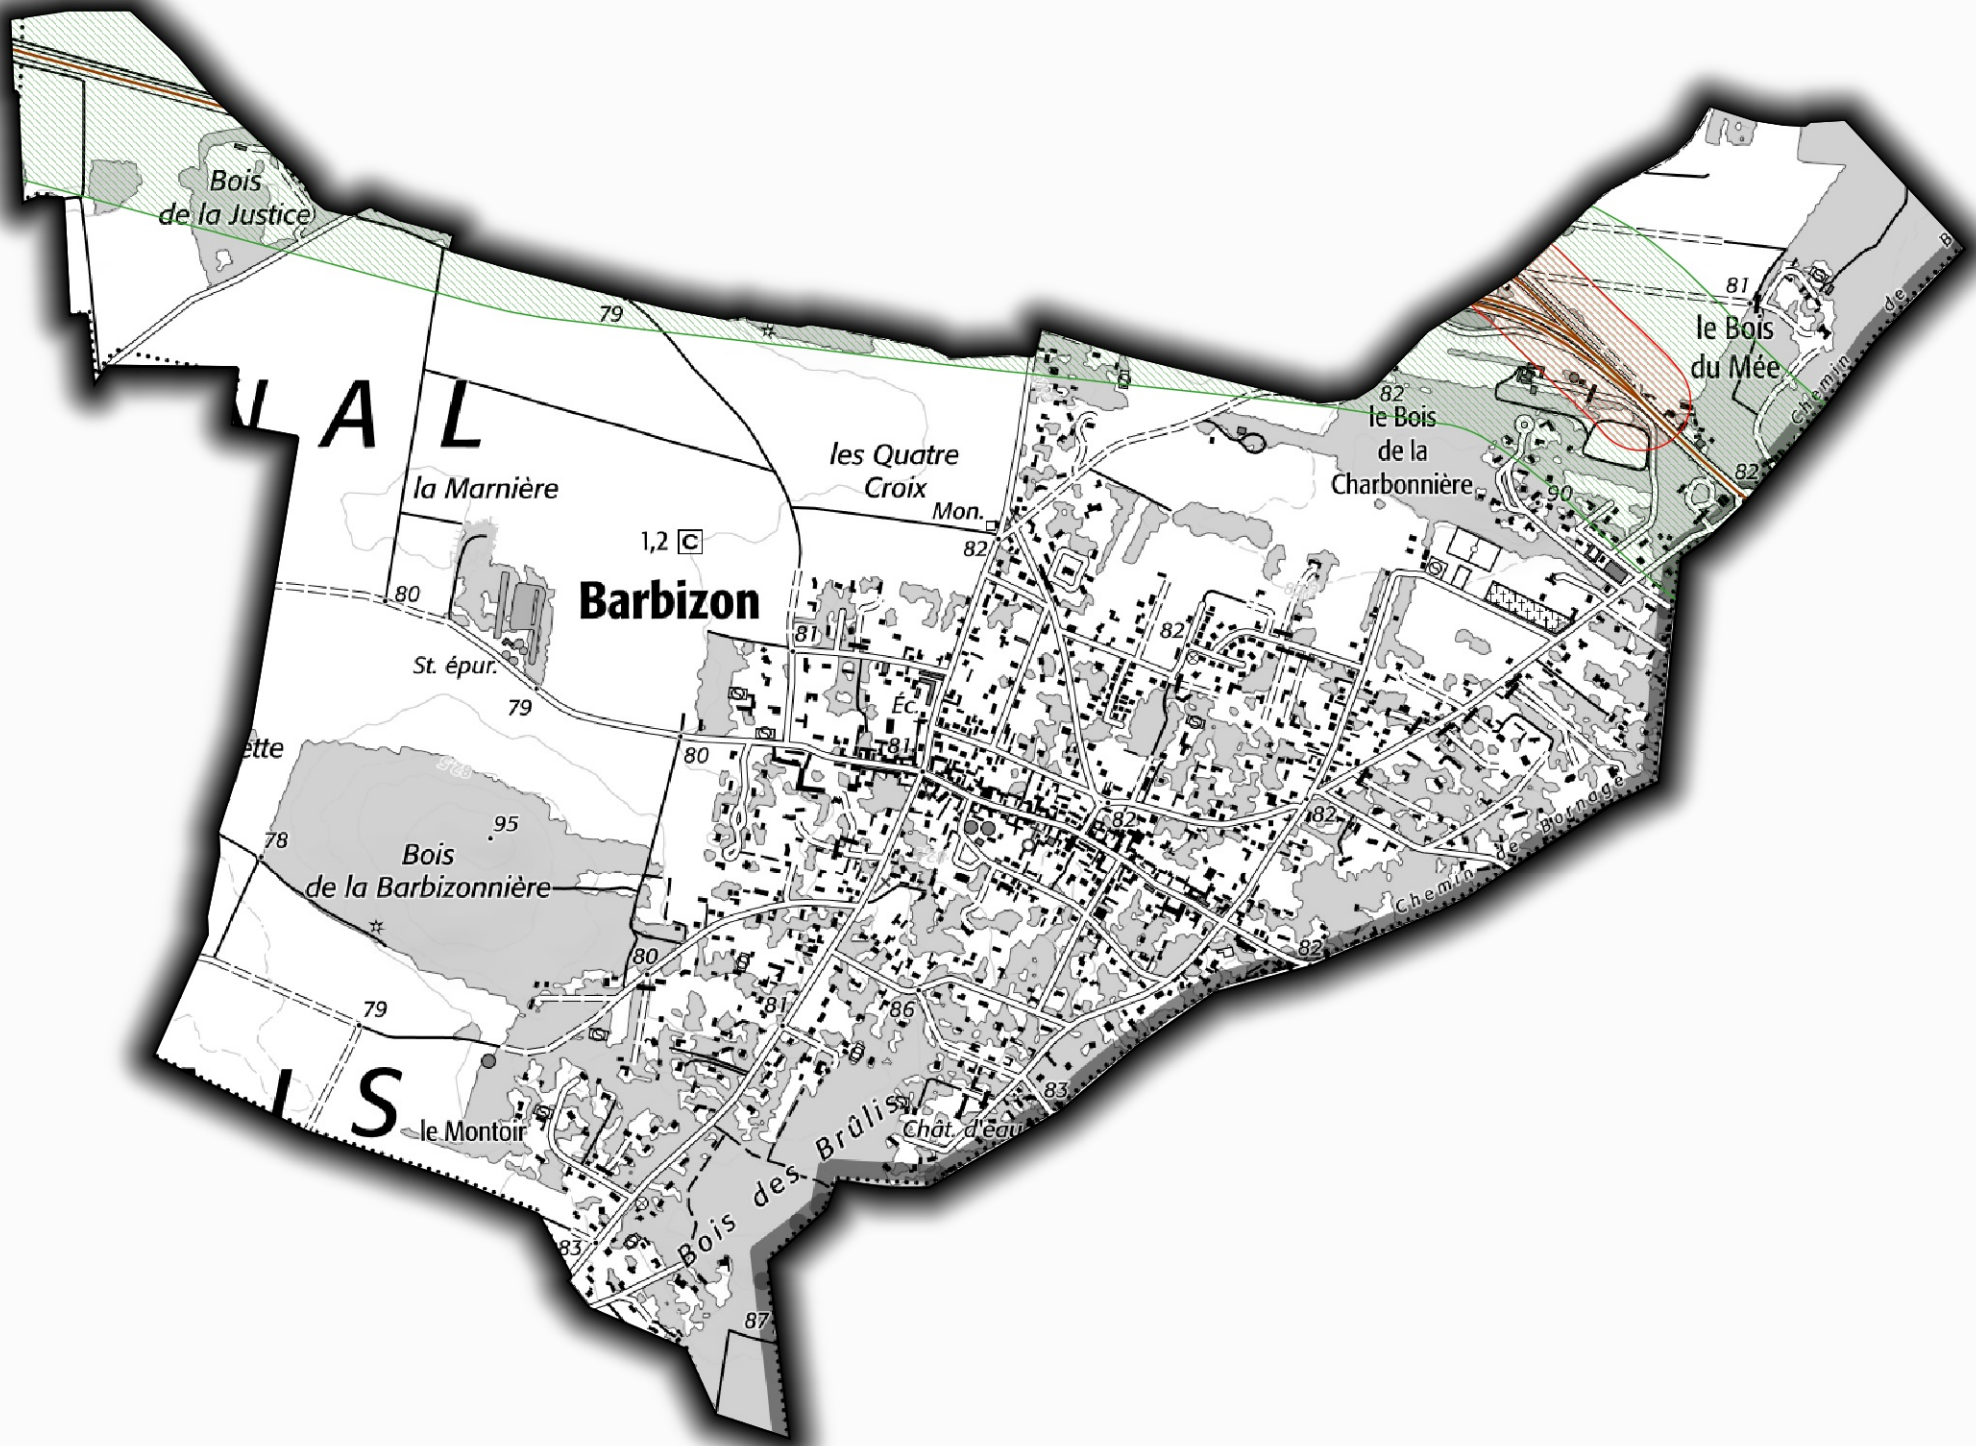 Bois
de la Justice
79
81
le Bois
du Mée
Chemin
de
B
82
le Bois
de la
Charbonnière
82
90
N A L
la Marnière
les Quatre
Croix
Mon.
82
1,2 C
Barbizon
80
81
82
St. épur.
79
Éc.
81
80
ette
95
78
Bois
de la Barbizonnière
82
82
Chemin de Bornage
82
80
79
81
86
83
I S
le Montoir
Chât. d'eau
Bois des Brûlis
83
87